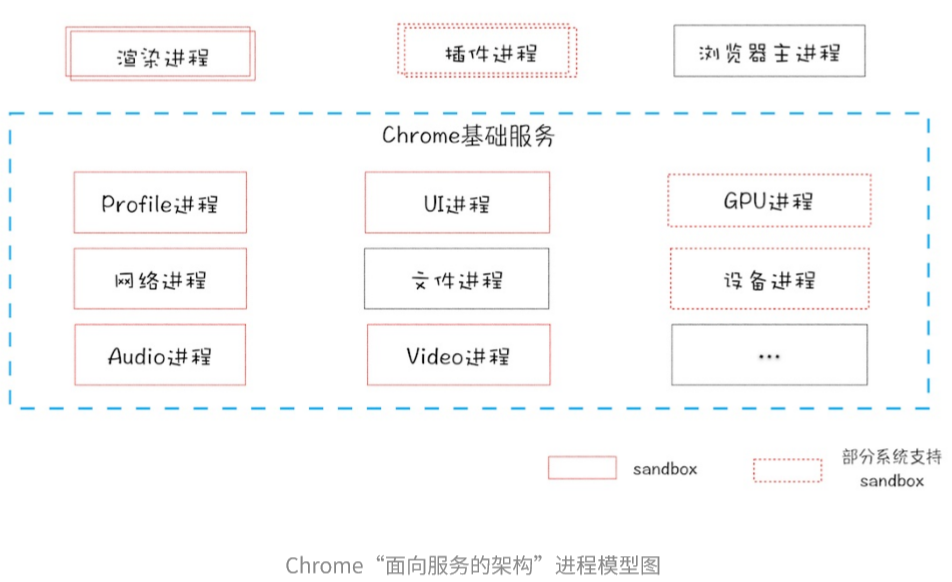 渲染进程
插件进程
浏览器主进程
Chrome基础服务
Profile进程
UI进程
GPU进程
网络进程
文件进程
设备进程
Audio进程
Video进程
...
sandbox
部分系统支持
sandbox
Chrome“面向服务的架构”进程模型图